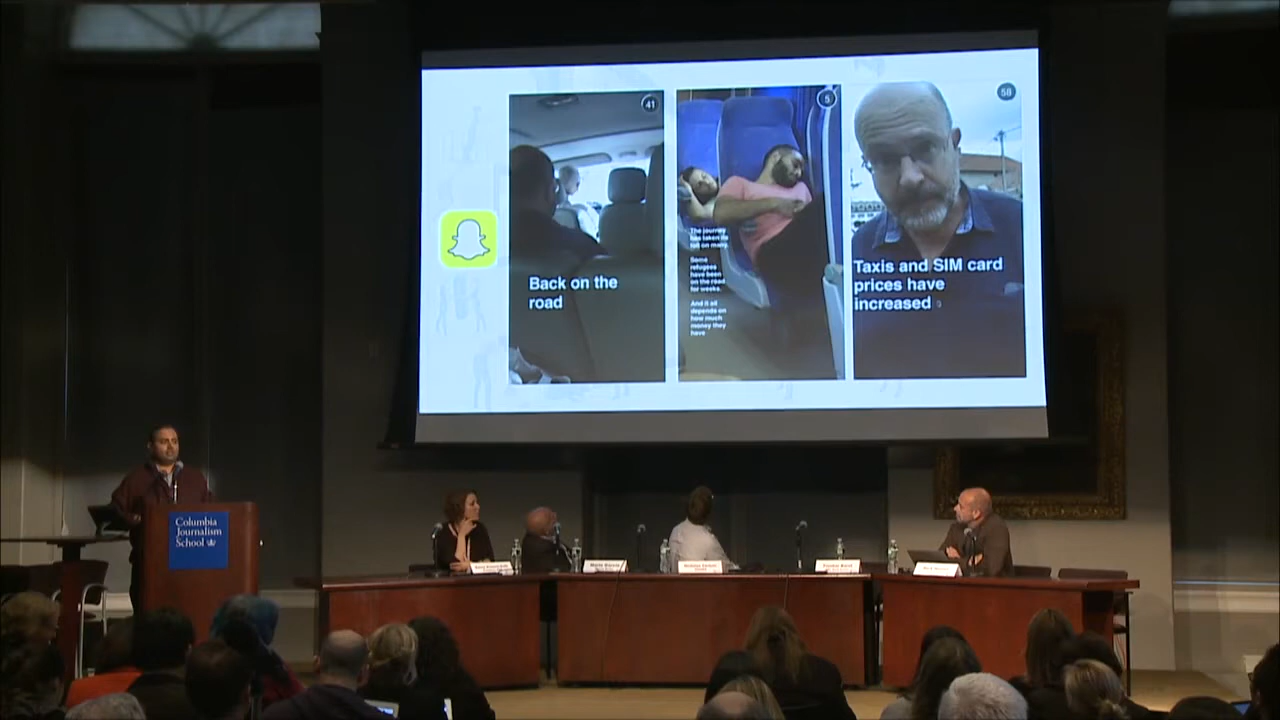 41
Back on the
road
5
The journey
has taken its
toll on many.
Some
refugees
have been
on the road
for weeks.
And it all
depends on
how much
money they
have
58
Taxis and SIM card
prices have
increased
Columbia
Journalism
School